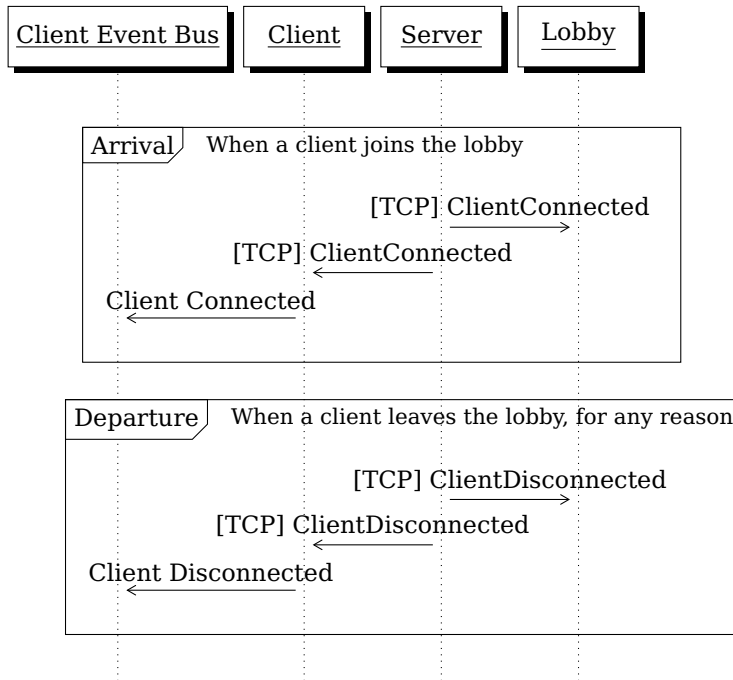 Client Event Bus
Client
Server
Lobby
Arrival
When a client joins the lobby
[TCP] ClientConnected
[TCP] ClientConnected
Client Connected
Departure
When a client leaves the lobby, for any reason
[TCP] ClientDisconnected
[TCP] ClientDisconnected
Client Disconnected